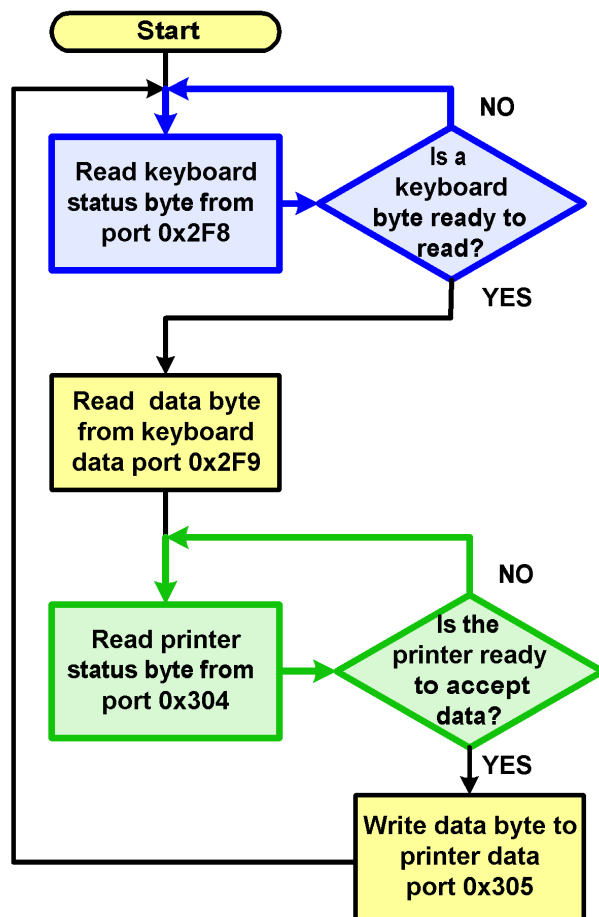 Start
NO
Read keyboard
status byte from
port 0x2F8
Is a
keyboard
byte ready to
read?
YES
Read data byte
from keyboard
data port 0x2F9
NO
Read printer
status byte from
port 0x304
Is the
printer ready
to accept
data?
YES
Write data byte to
printer data
port 0x305